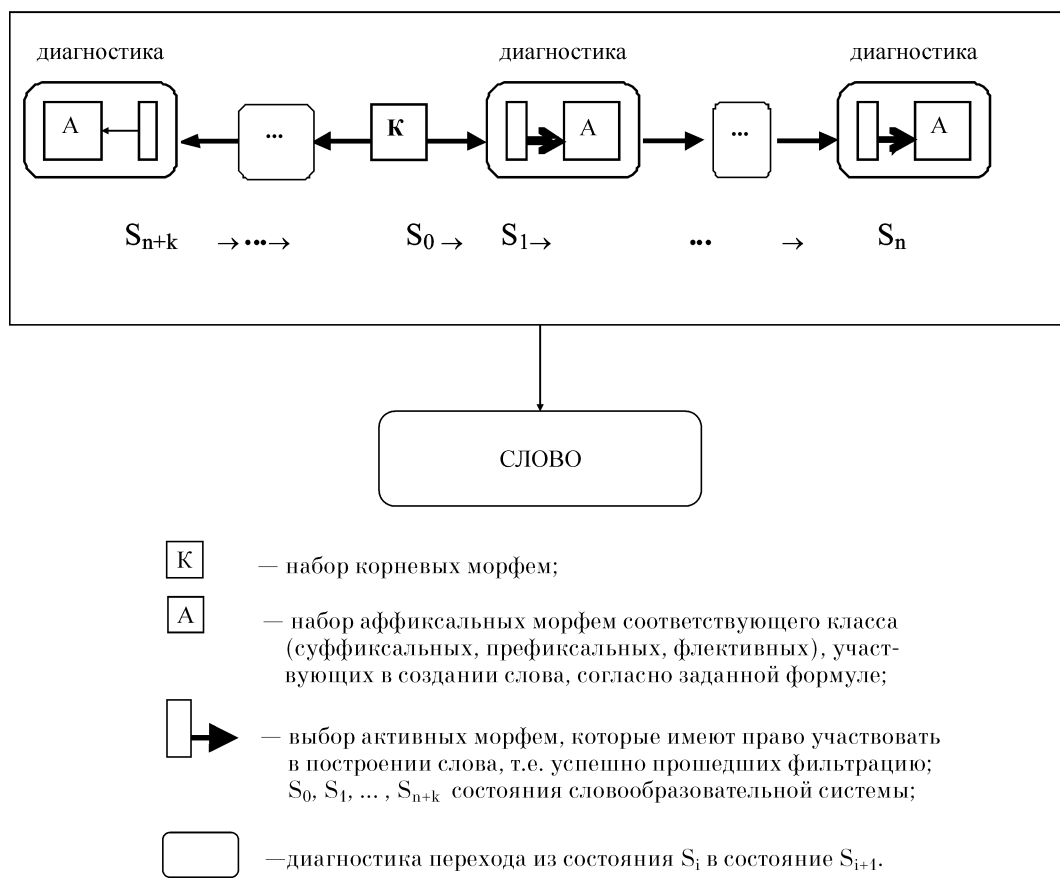 диагностика диагностика диагностика
А ... К А ... А
Sn+k →...→ S0 → S1→ ... → Sn
СЛОВО
К — набор корневых морфем;
А — набор аффиксальных морфем соответствующего класса
(суффиксальных, префиксальных, флективных), участ-
вующих в создании слова, согласно заданной формуле;
— выбор активных морфем, которые имеют право участвовать
в построении слова, т.е. успешно прошедших фильтрацию;
S0, S1, ... , Sn+k состояния словообразовательной системы;
—диагностика перехода из состояния Si в состояние Si+1.